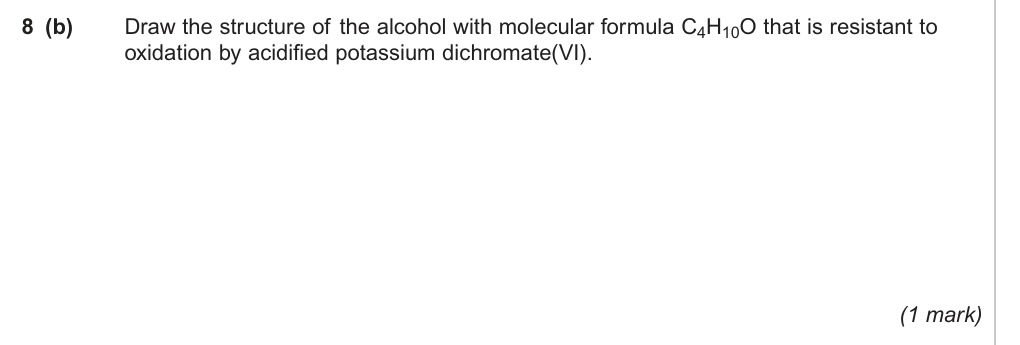 8 (b) Draw the structure of the alcohol with molecular formula C₄H₁₀O that is resistant to
oxidation by acidified potassium dichromate(VI).
(1 mark)